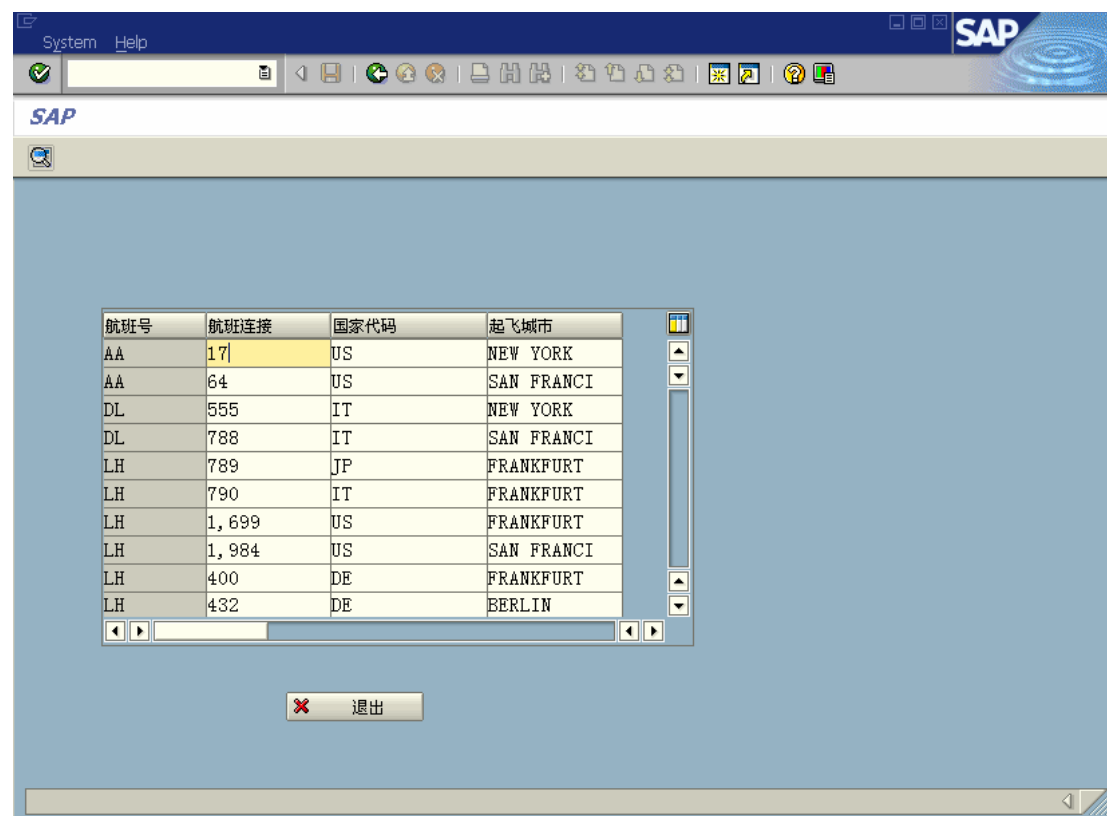 System Help
SAP
SAP
航班号 航班连接 国家代码 起飞城市
AA 17 US NEW YORK
AA 64 US SAN FRANCI
DL 555 IT NEW YORK
DL 788 IT SAN FRANCI
LH 789 JP FRANKFURT
LH 790 IT FRANKFURT
LH 1,699 US FRANKFURT
LH 1,984 US SAN FRANCI
LH 400 DE FRANKFURT
LH 432 DE BERLIN
退出